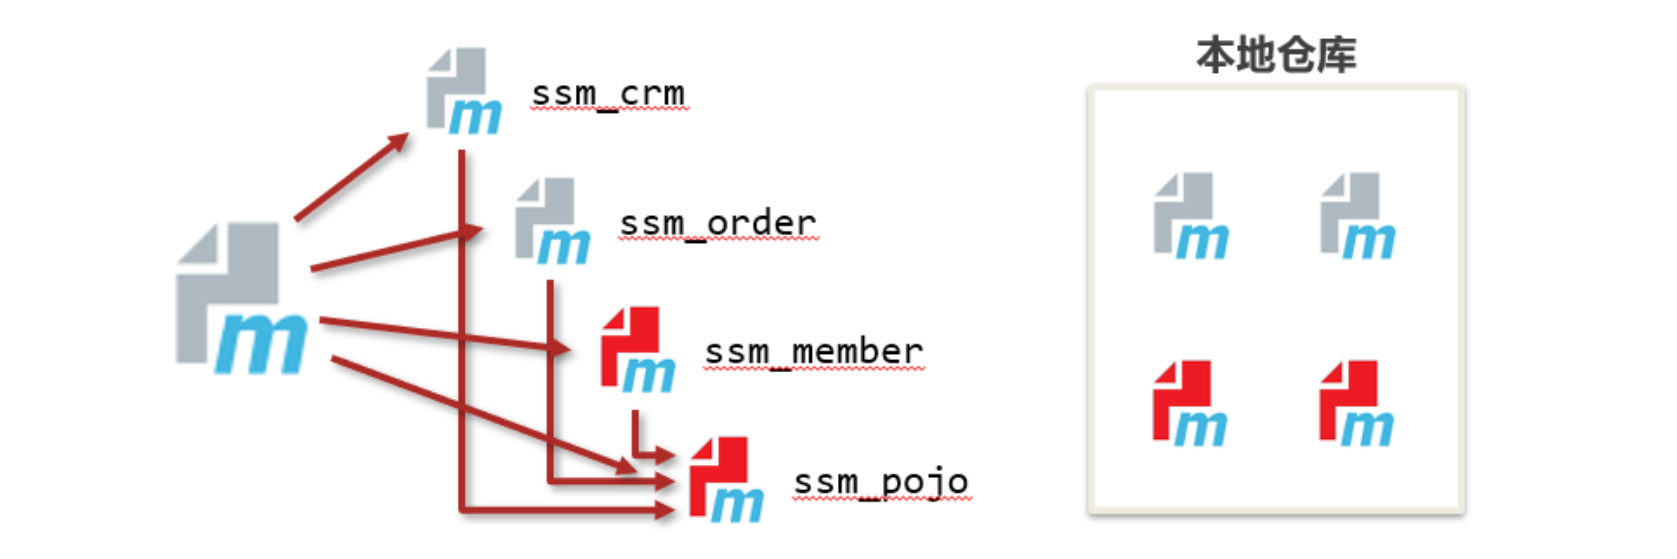 本地仓库
ssm_crm
m
ssm_order
m
m m
m
ssm_member
m
m m
ssm_pojo
m